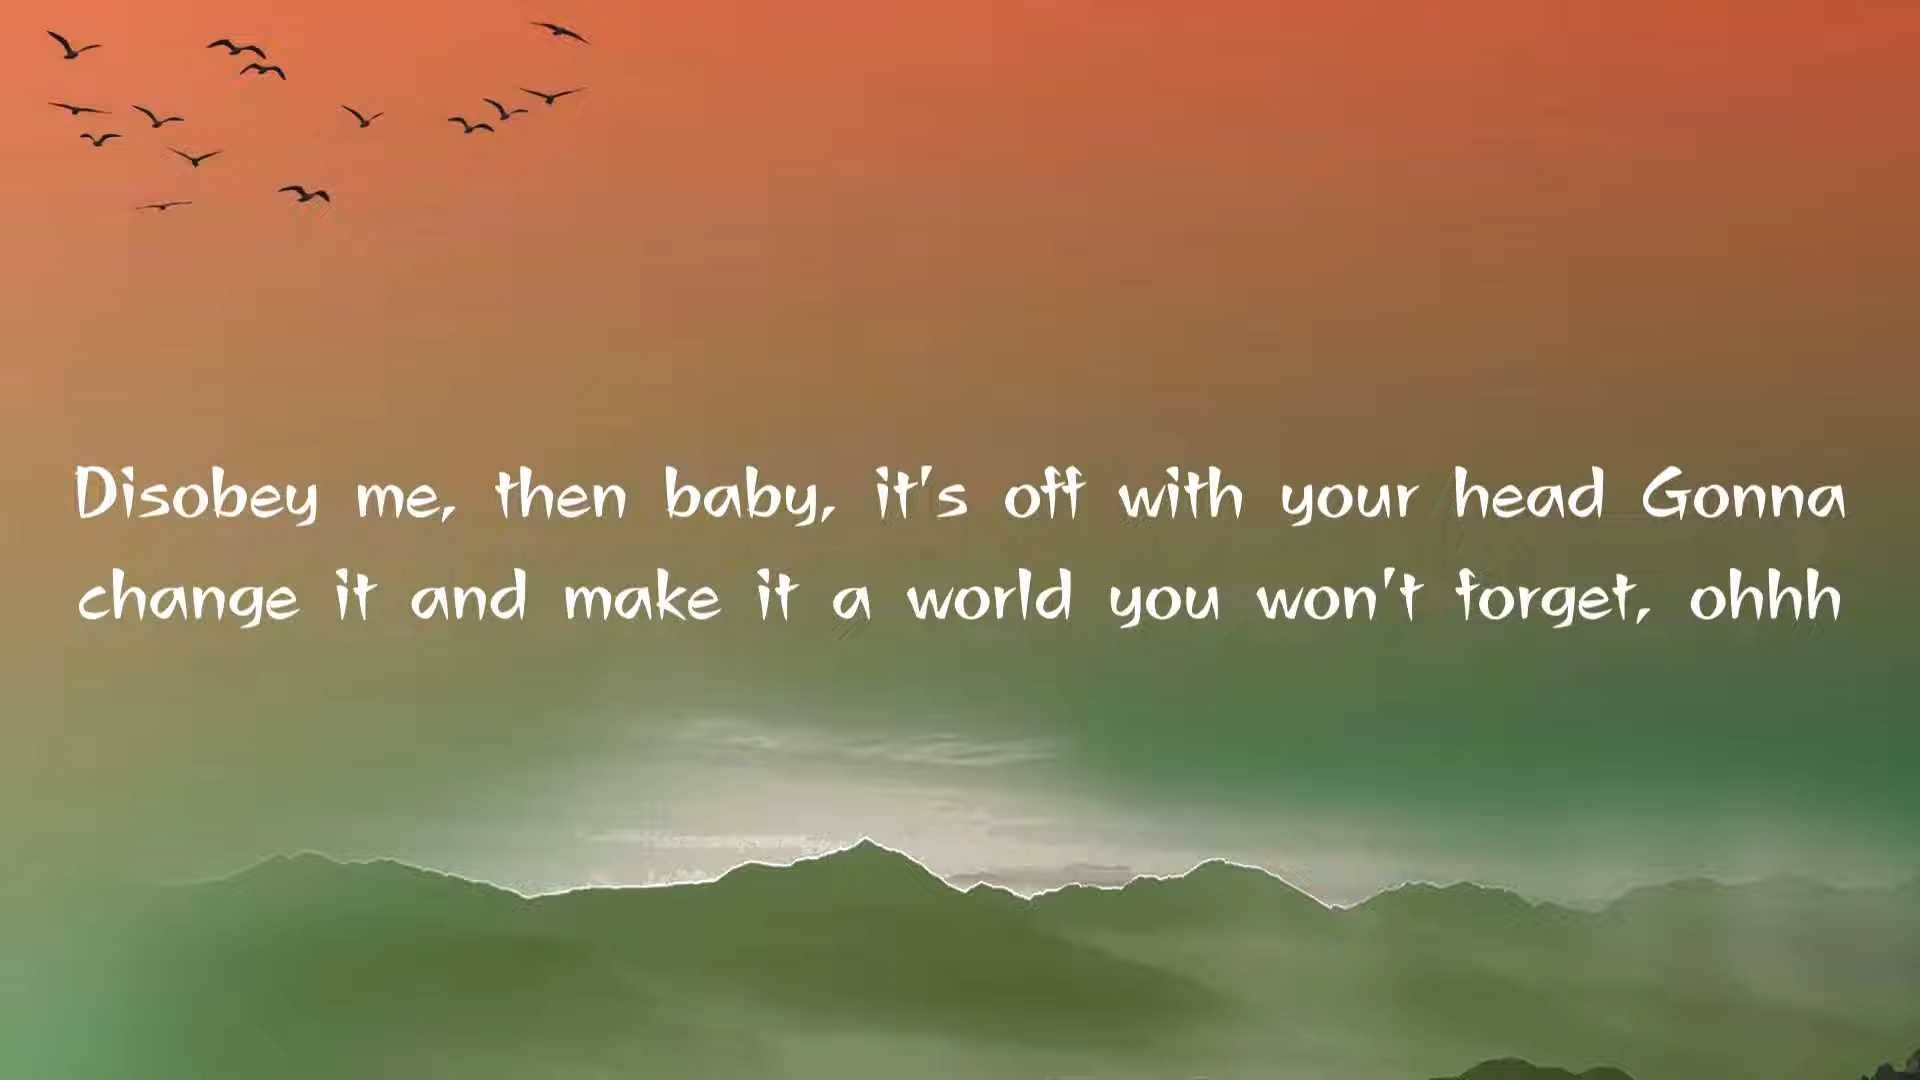 Disobey me, then baby, it's off with your head Gonna
change it and make it a world you won't forget, ohhh